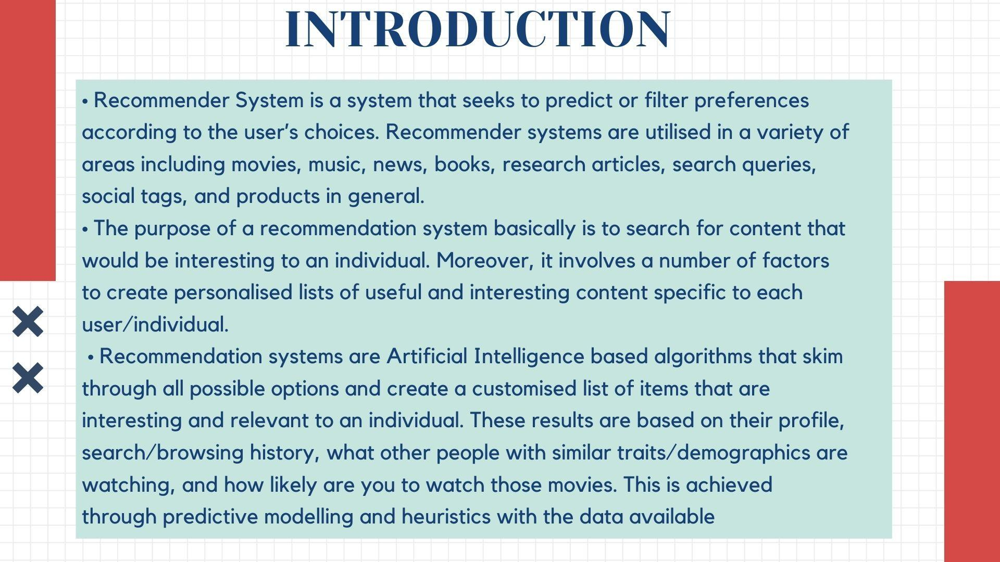 INTRODUCTION
• Recommender System is a system that seeks to predict or filter preferences
according to the user’s choices. Recommender systems are utilised in a variety of
areas including movies, music, news, books, research articles, search queries,
social tags, and products in general.
• The purpose of a recommendation system basically is to search for content that
would be interesting to an individual. Moreover, it involves a number of factors
to create personalised lists of useful and interesting content specific to each
user/individual.
• Recommendation systems are Artificial Intelligence based algorithms that skim
through all possible options and create a customised list of items that are
interesting and relevant to an individual. These results are based on their profile,
search/browsing history, what other people with similar traits/demographics are
watching, and how likely are you to watch those movies. This is achieved
through predictive modelling and heuristics with the data available